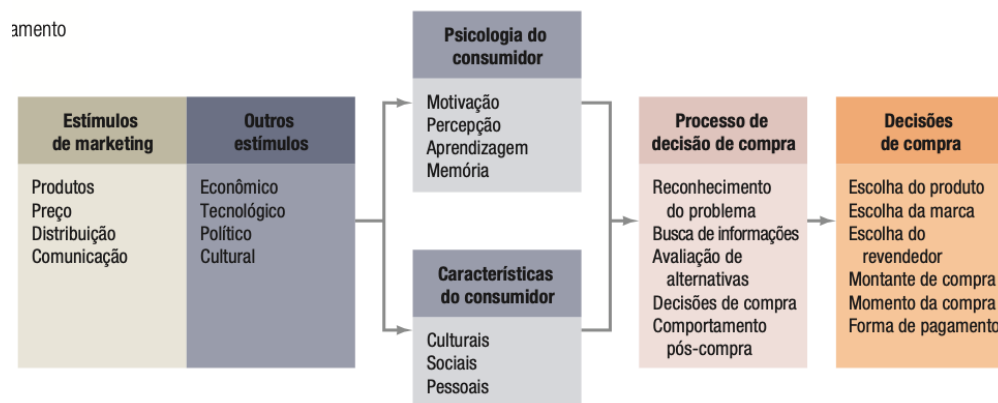 amento
Estímulos
de marketing
Produtos
Preço
Distribuição
Comunicação
Outros
estímulos
Econômico
Tecnológico
Político
Cultural
Psicologia do
consumidor
Motivação
Percepção
Aprendizagem
Memória
Características
do consumidor
Culturais
Sociais
Pessoais
Processo de
decisão de compra
Reconhecimento
do problema
Busca de informações
Avaliação de
alternativas
Decisões de compra
Comportamento
pós-compra
Decisões
de compra
Escolha do produto
Escolha da marca
Escolha do
revendedor
Montante de compra
Momento da compra
Forma de pagamento